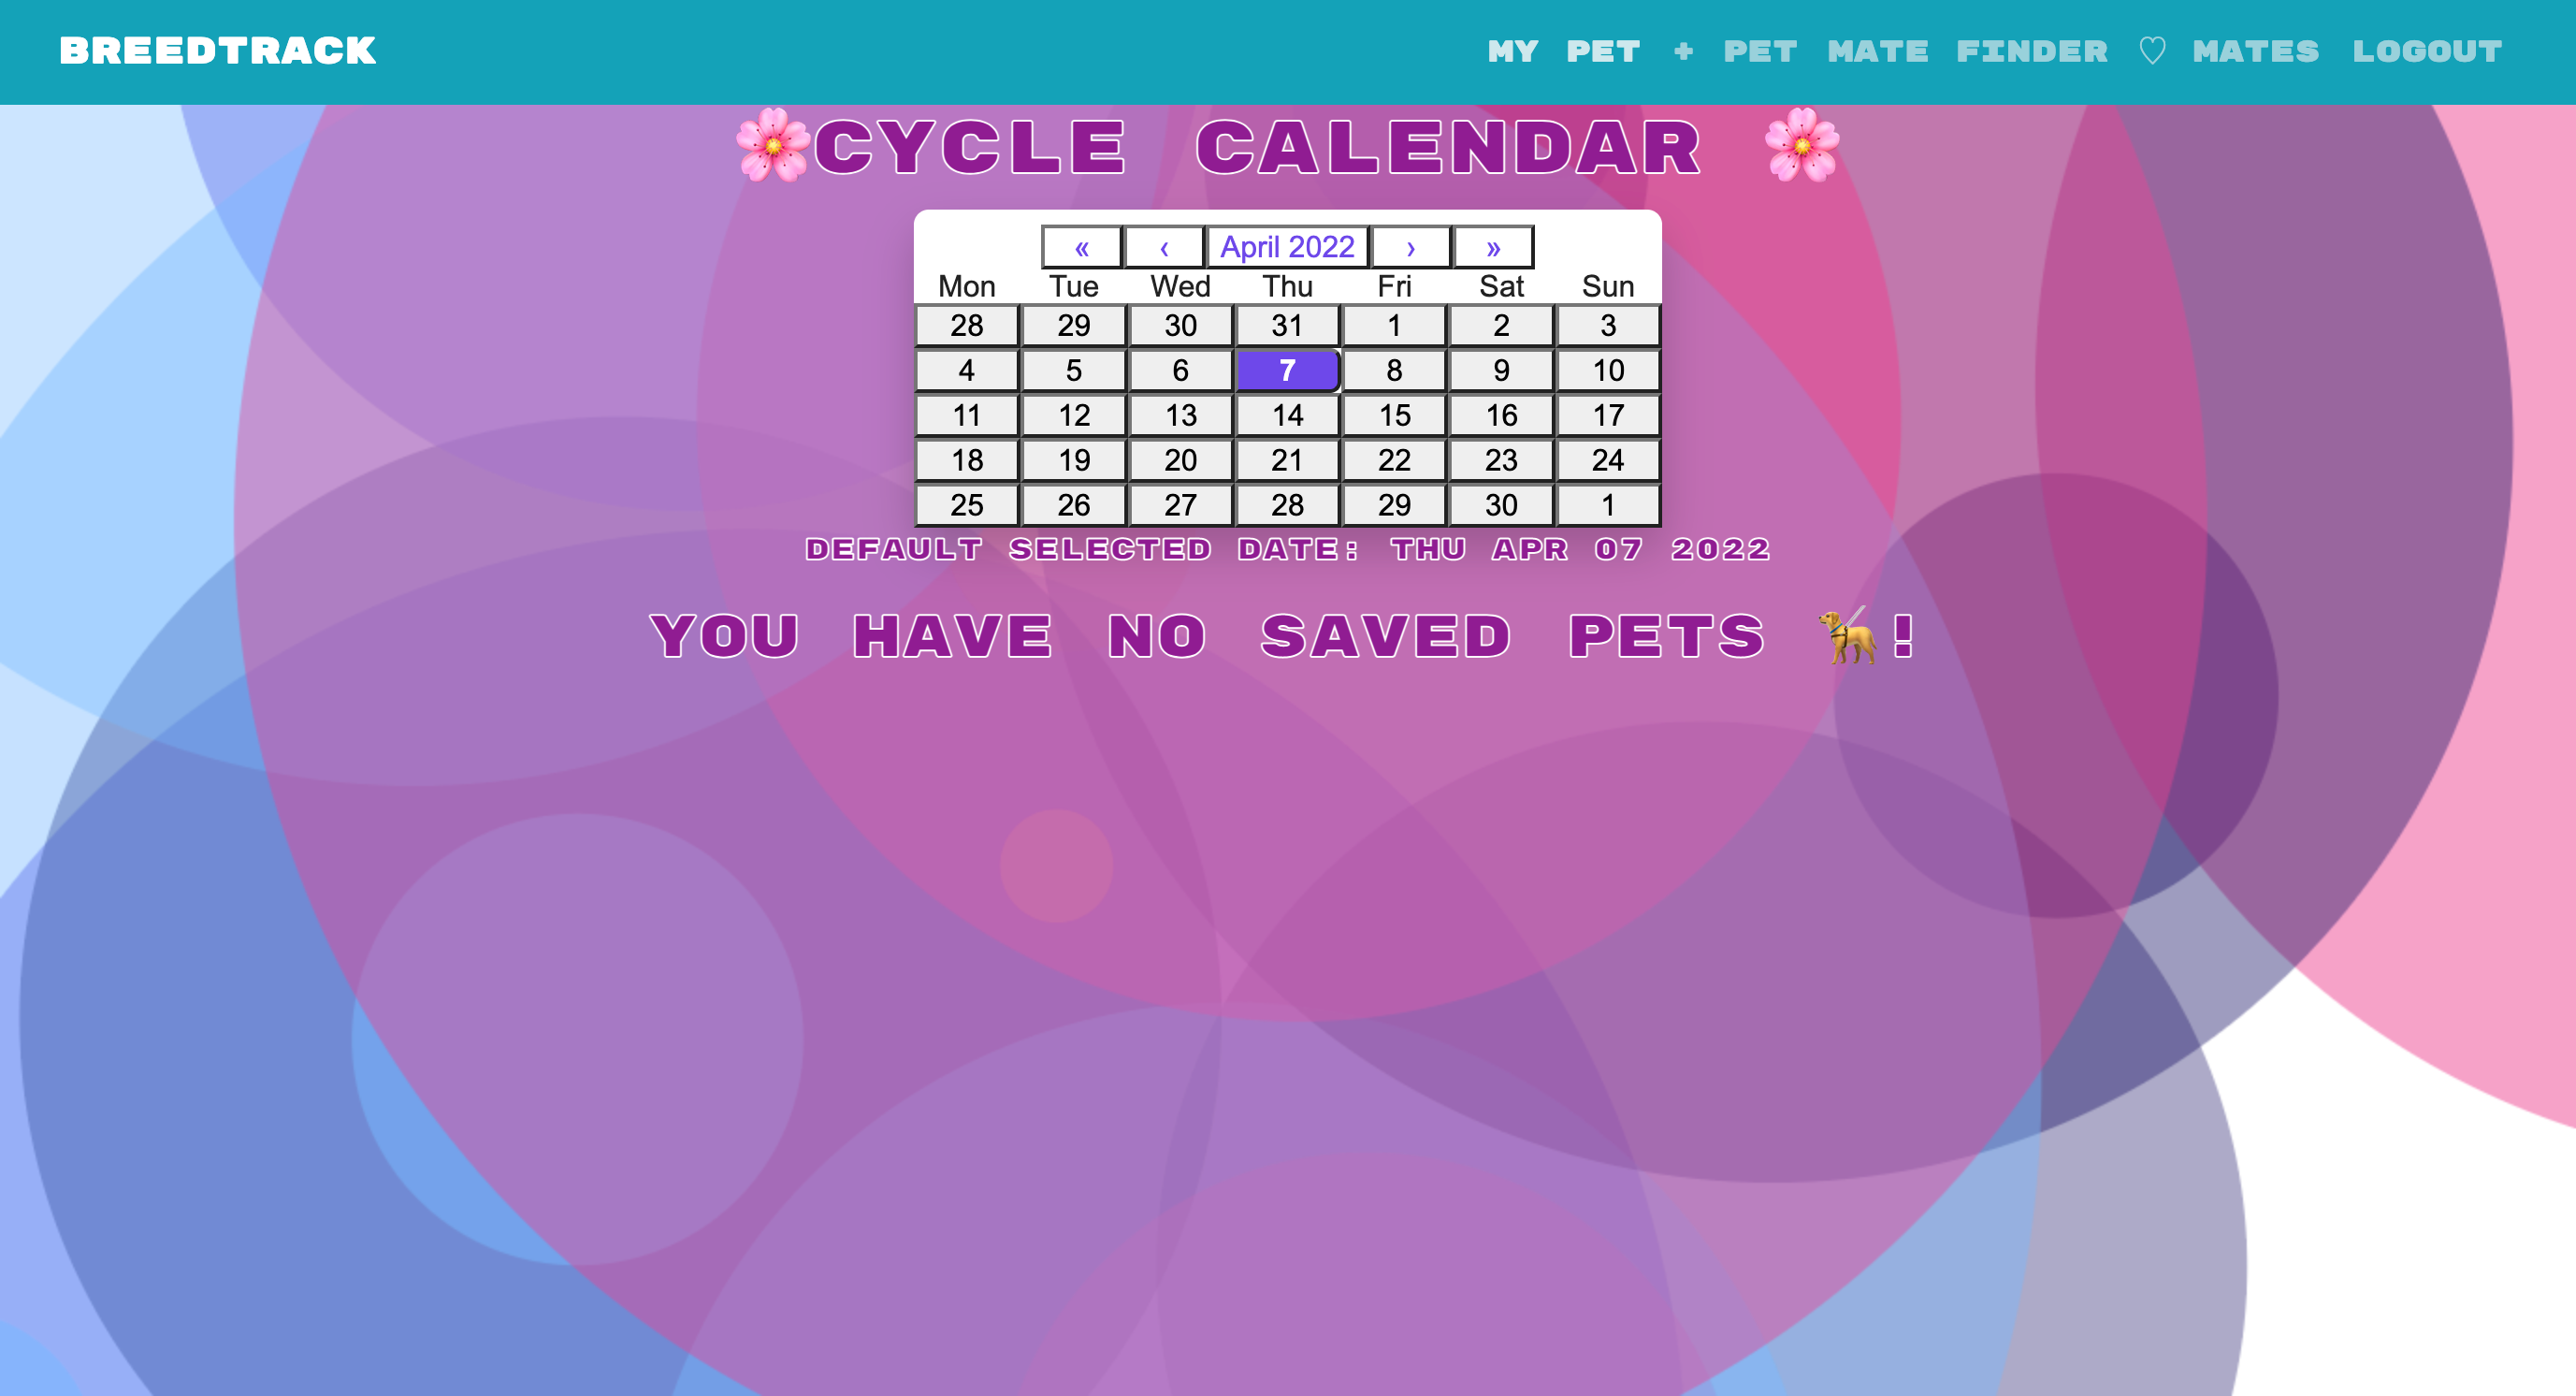 BREEDTRACK MY PET + PET MATE FINDER ♡ MATES LOGOUT
🌸CYCLE CALENDAR 🌸
« ‹ April 2022 › »
Mon Tue Wed Thu Fri Sat Sun
28 29 30 31 1 2 3
4 5 6 7 8 9 10
11 12 13 14 15 16 17
18 19 20 21 22 23 24
25 26 27 28 29 30 1
DEFAULT SELECTED DATE: THU APR 07 2022
YOU HAVE NO SAVED PETS 🦮!